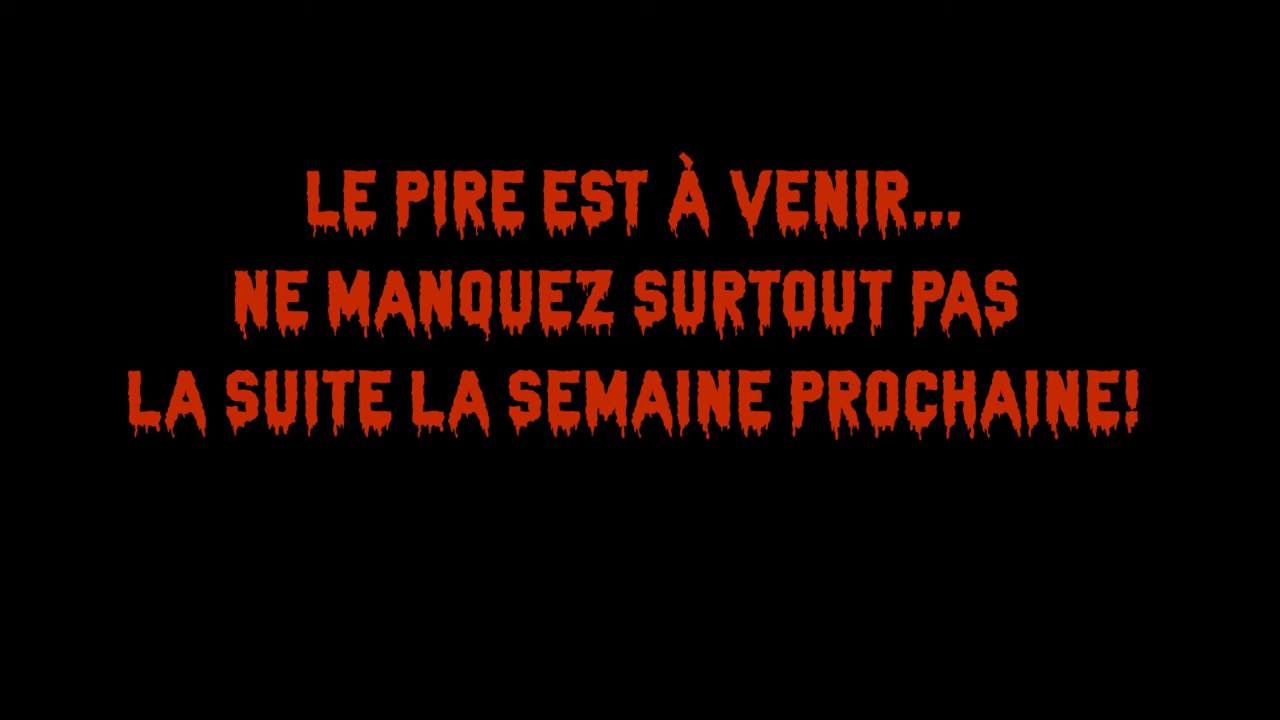 LE PIRE EST À VENIR...
NE MANQUEZ SURTOUT PAS
LA SUITE LA SEMAINE PROCHAINE!